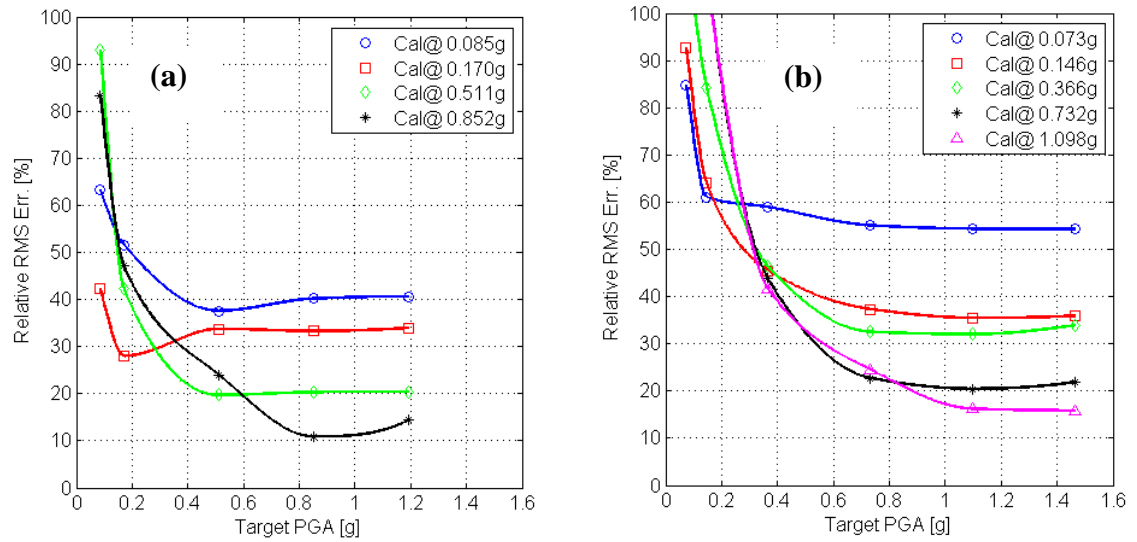 (a)
Cal@ 0.085g
Cal@ 0.170g
Cal@ 0.511g
Cal@ 0.852g
Relative RMS Err. [%]
100
90
80
70
60
50
40
30
20
10
0
0 0.2 0.4 0.6 0.8 1 1.2 1.4 1.6
Target PGA [g]
(b)
Cal@ 0.073g
Cal@ 0.146g
Cal@ 0.366g
Cal@ 0.732g
Cal@ 1.098g
Relative RMS Err. [%]
100
90
80
70
60
50
40
30
20
10
0
0 0.2 0.4 0.6 0.8 1 1.2 1.4 1.6
Target PGA [g]